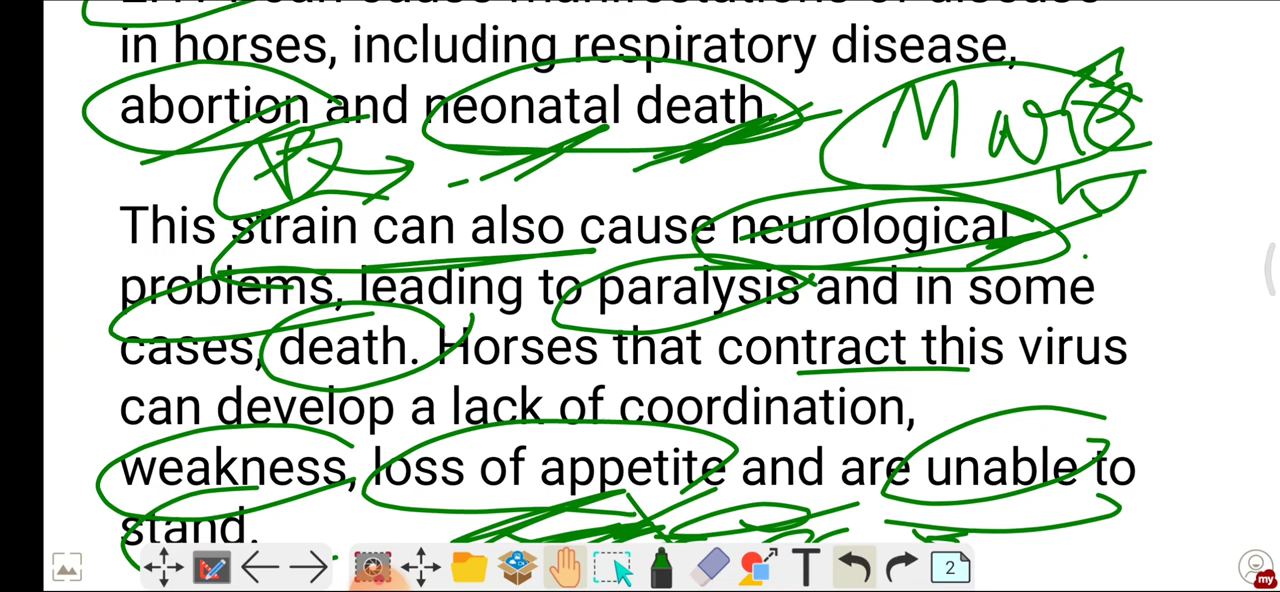 in horses, including respiratory disease,
abortion and neonatal death.
This strain can also cause neurological
problems, leading to paralysis and in some
cases, death. Horses that contract this virus
can develop a lack of coordination,
weakness, loss of appetite and are unable to
stand.
T
2
my